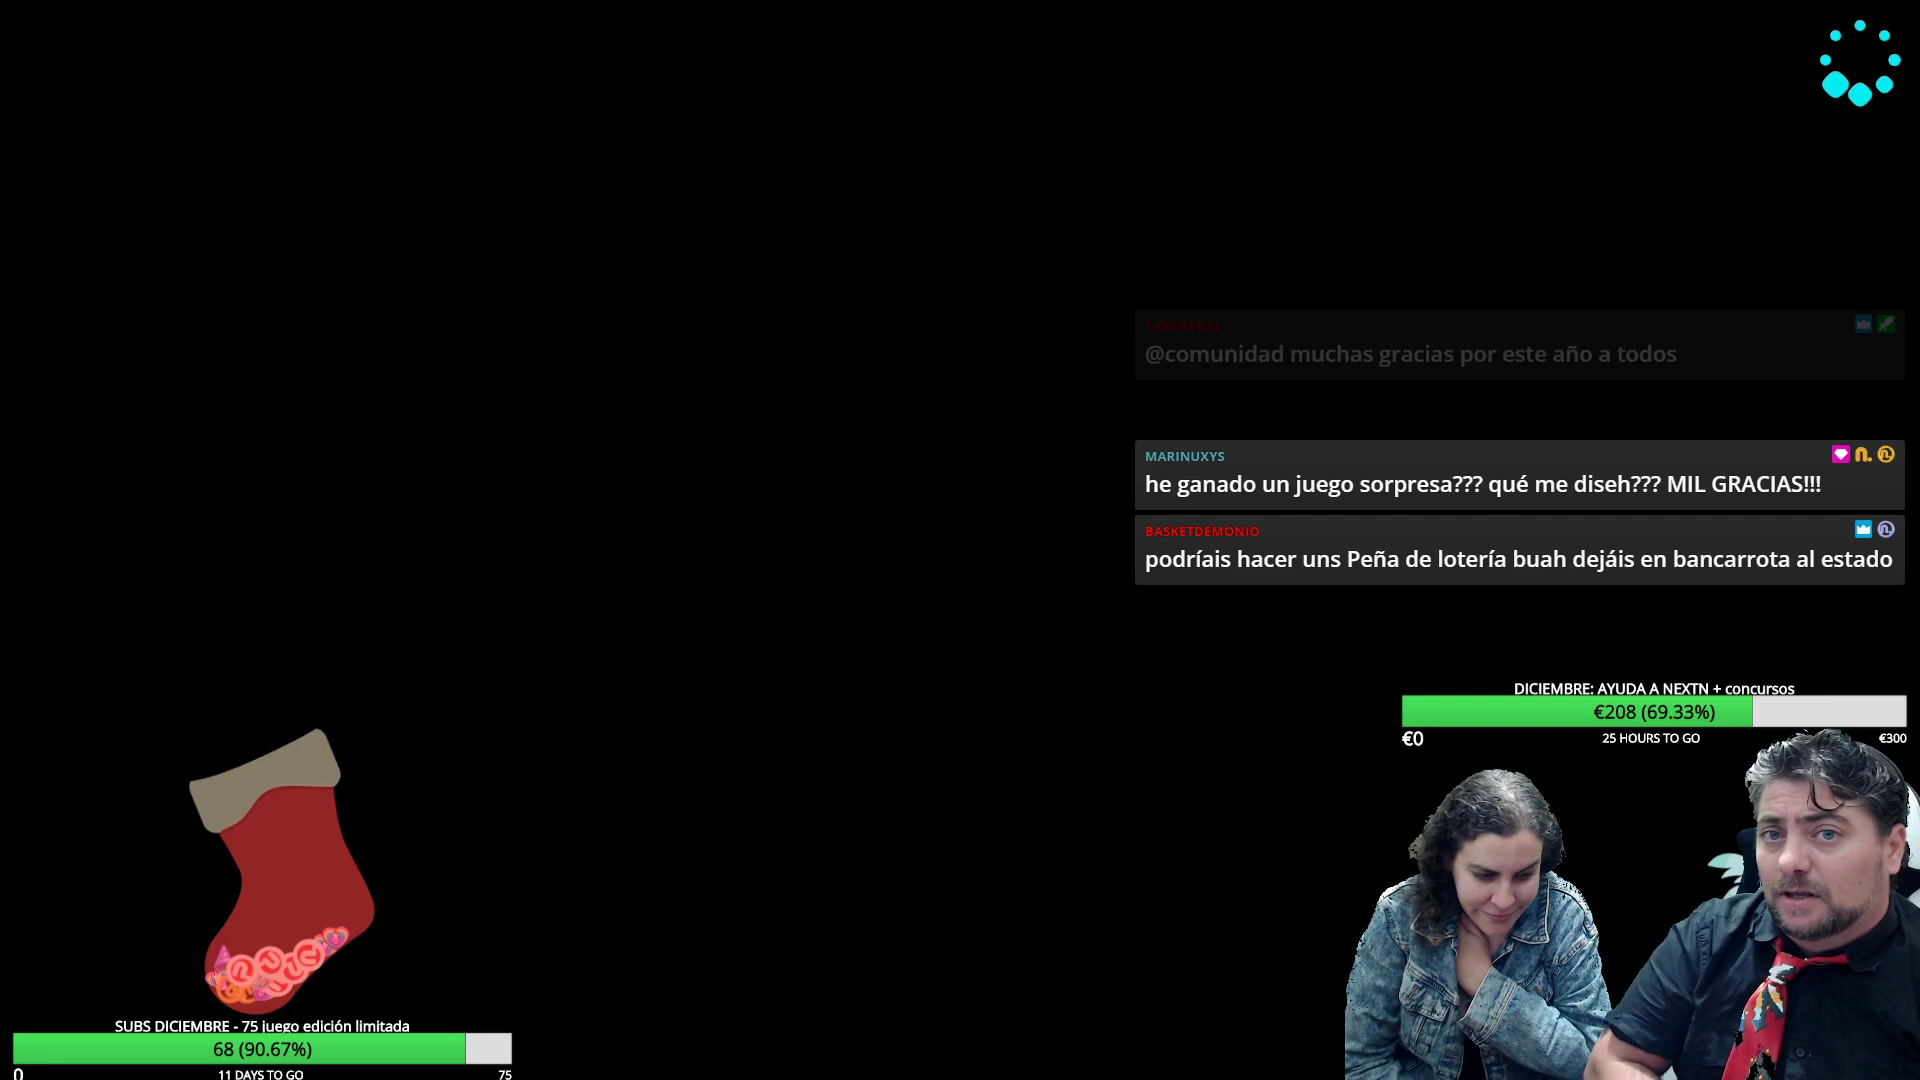 @comunidad muchas gracias por este año a todos
MARINUXYS
he ganado un juego sorpresa??? qué me diseh??? MIL GRACIAS!!!
BASKETDEMONIO
podríais hacer uns Peña de lotería buah dejáis en bancarrota al estado
DICIEMBRE: AYUDA A NEXTN + concursos
€208 (69.33%)
€0 25 HOURS TO GO €300
SUBS DICIEMBRE - 75 juego edición limitada
68 (90.67%)
0 11 DAYS TO GO 75